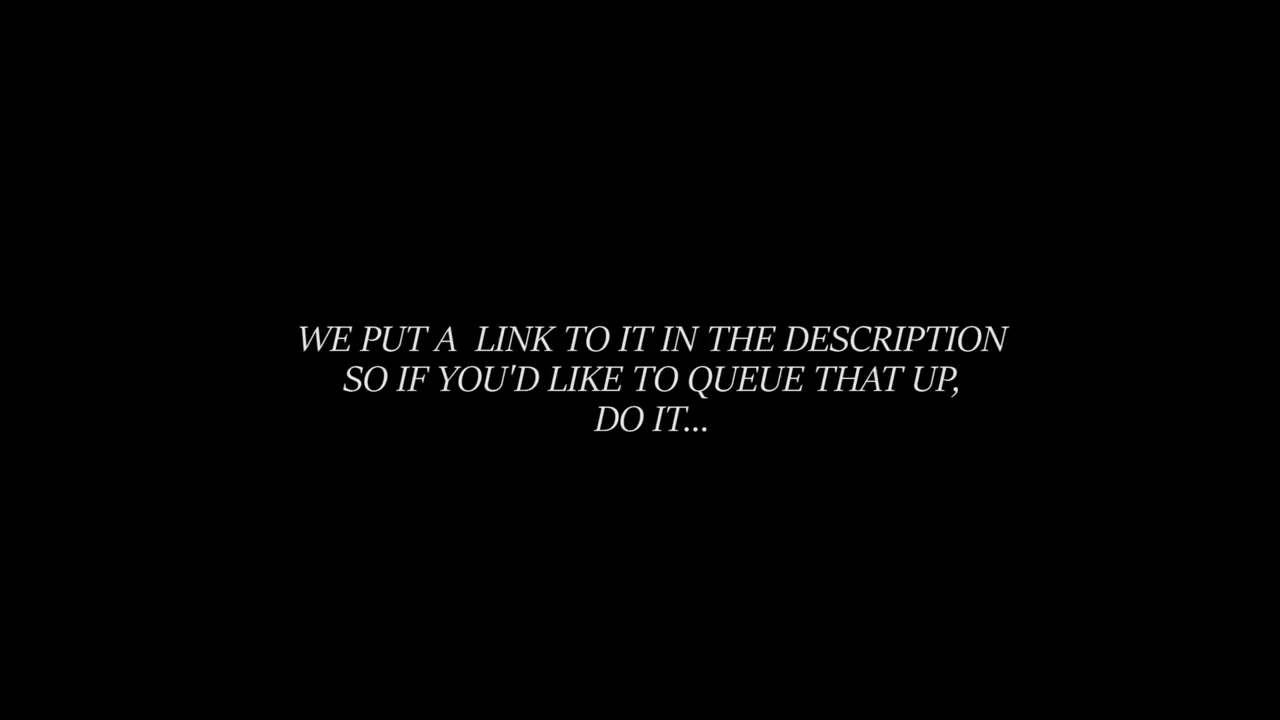 WE PUT A  LINK TO IT IN THE DESCRIPTION
SO IF YOU'D LIKE TO QUEUE THAT UP,
DO IT...